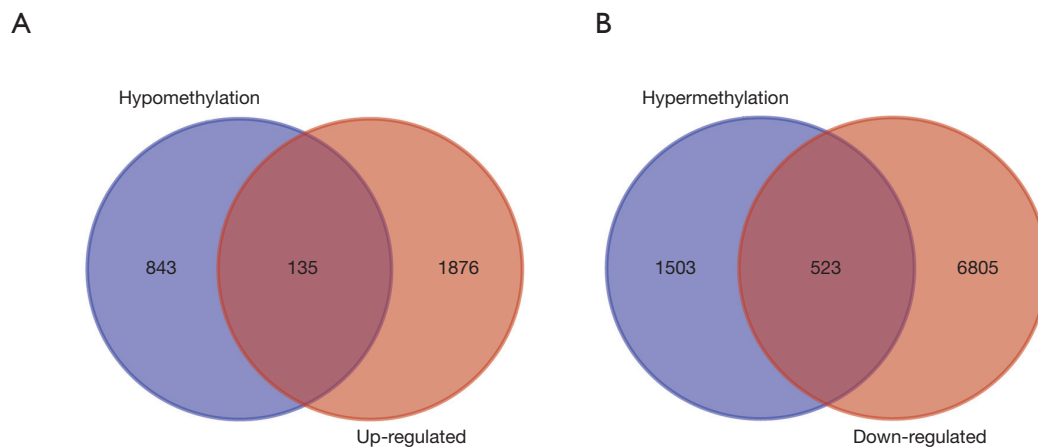 A
B
Hypomethylation
Hypermethylation
843
135
1876
1503
523
6805
Up-regulated
Down-regulated